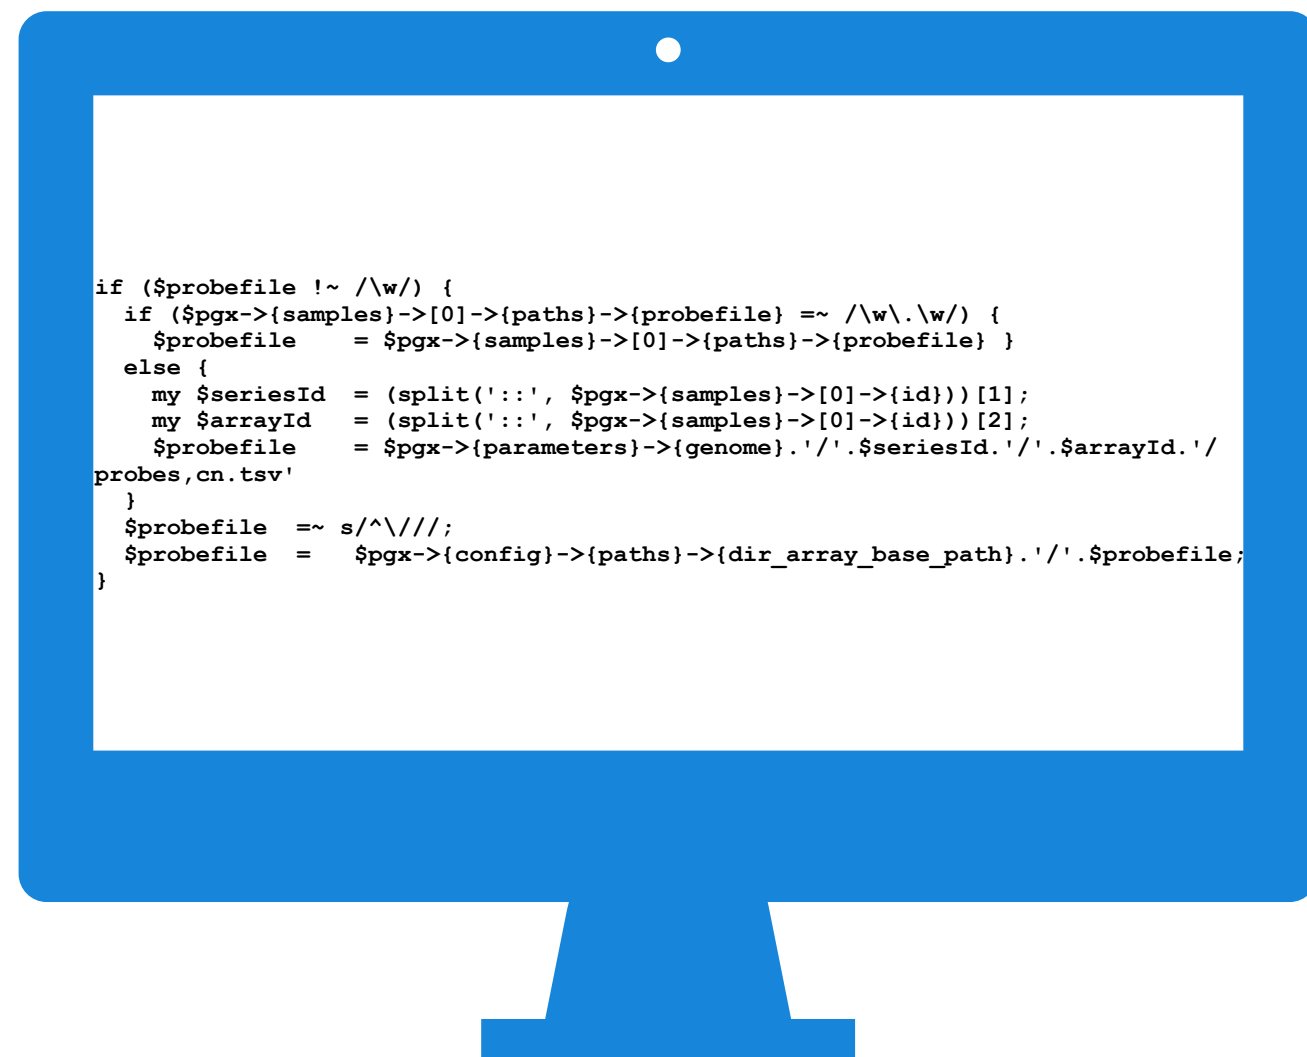 if ($probefile !~ /\w/) {
  if ($pgx->{samples}->[0]->{paths}->{probefile} =~ /\w\.\w/) {
    $probefile    = $pgx->{samples}->[0]->{paths}->{probefile} }
  else {
    my $seriesId  = (split('::', $pgx->{samples}->[0]->{id}))[1];
    my $arrayId   = (split('::', $pgx->{samples}->[0]->{id}))[2];
    $probefile    = $pgx->{parameters}->{genome}.'/'.$seriesId.'/'.$arrayId.'/
probes,cn.tsv'
  }
  $probefile  =~ s/^\///;
  $probefile  =   $pgx->{config}->{paths}->{dir_array_base_path}.'/'.$probefile;
}